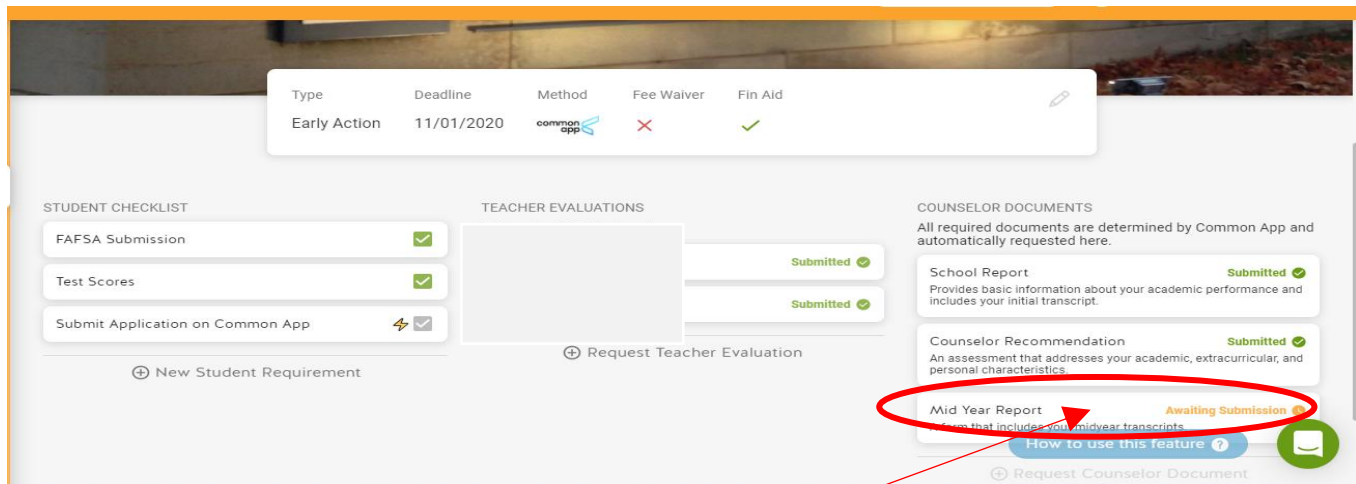 Type Deadline Method Fee Waiver Fin Aid
Early Action 11/01/2020 common app
STUDENT CHECKLIST
FAFSA Submission
Test Scores
Submit Application on Common App
New Student Requirement
TEACHER EVALUATIONS
Submitted
Submitted
Request Teacher Evaluation
COUNSELOR DOCUMENTS
All required documents are determined by Common App and
automatically requested here.
School Report Submitted
Provides basic information about your academic performance and
includes your initial transcript.
Counselor Recommendation Submitted
An assessment that addresses your academic, extracurricular, and
personal characteristics.
Mid Year Report Awaiting Submission
form that includes your midyear transcripts.
How to use this feature ?
Request Counselor Document